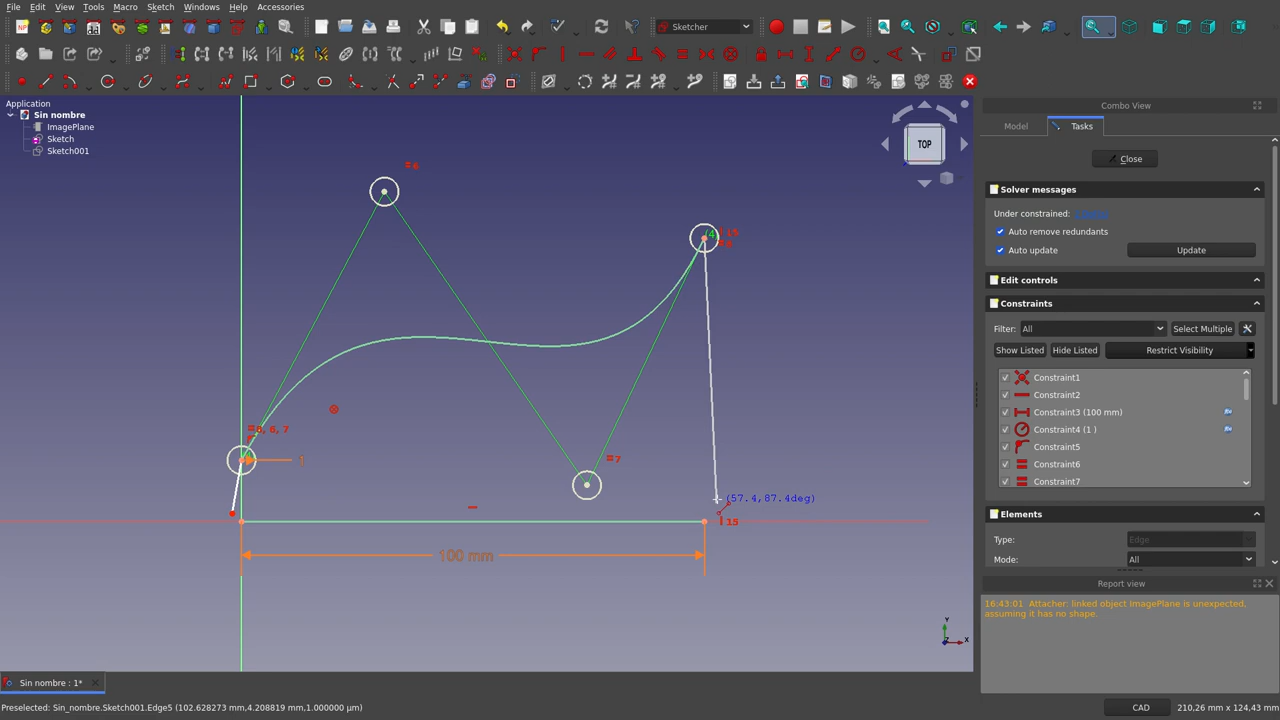 File Edit View Tools Macro Sketch Windows Help Accessories
Sketcher
Application
Sin nombre
ImagePlane
Sketch
Sketch001
TOP
(57.4,87.4deg)
15
100 mm
Y
X
Combo View
Model
Tasks
Close
Solver messages
Under constrained:
Auto remove redundants
Auto update
Update
Edit controls
Constraints
Filter: All
Select Multiple
Show Listed
Hide Listed
Restrict Visibility
Constraint1
Constraint2
Constraint3 (100 mm)
Constraint4 (1 )
Constraint5
Constraint6
Constraint7
Elements
Type: Edge
Mode: All
Report view
16:43:01 Attacher: linked object ImagePlane is unexpected,
assuming it has no shape.
Sin nombre : 1*
Preselected: Sin_nombre.Sketch001.Edge5 (102.628273 mm,4.208819 mm,1.000000 µm)
CAD
210,26 mm x 124,43 mm